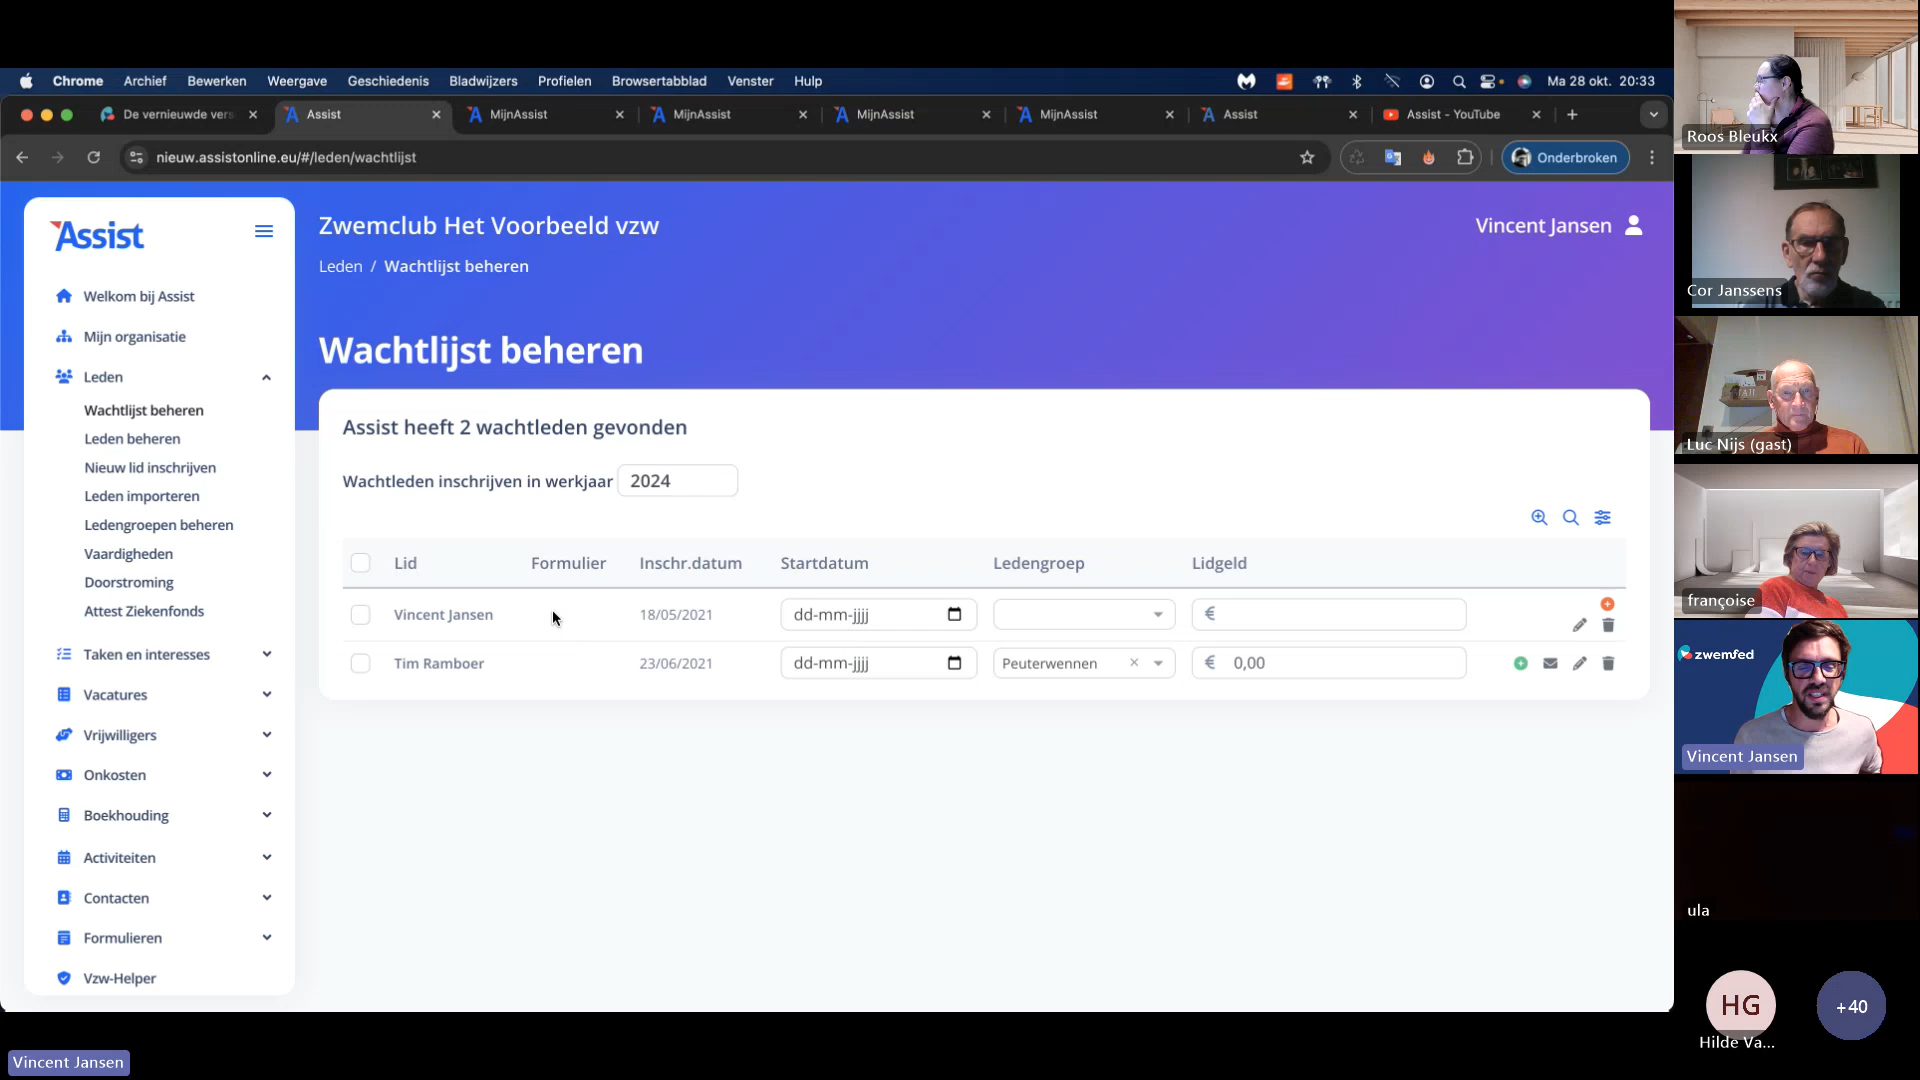 Chrome Archief Bewerken Weergave Geschiedenis Bladwijzers Profielen Browsertabblad Venster Hulp
Ma 28 okt. 20:33
De vernieuwde vers
Assist
MijnAssist
MijnAssist
MijnAssist
MijnAssist
Assist
Assist - YouTube
nieuw.assistonline.eu/#/leden/wachtlijst
Onderbroken
Assist
Welkom bij Assist
Mijn organisatie
Leden
Wachtlijst beheren
Leden beheren
Nieuw lid inschrijven
Leden importeren
Ledengroepen beheren
Vaardigheden
Doorstroming
Attest Ziekenfonds
Taken en interesses
Vacatures
Vrijwilligers
Onkosten
Boekhouding
Activiteiten
Contacten
Formulieren
Vzw-Helper
Zwemclub Het Voorbeeld vzw
Vincent Jansen
Leden / Wachtlijst beheren
Wachtlijst beheren
Assist heeft 2 wachtleden gevonden
Wachtleden inschrijven in werkjaar 2024
Lid Formulier Inschr.datum Startdatum Ledengroep Lidgeld
Vincent Jansen 18/05/2021 dd-mm-jjjj €
Tim Ramboer 23/06/2021 dd-mm-jjjj Peuterwennen × € 0,00
Roos Bleukx
Cor Janssens
Luc Nijs (gast)
françoise
zwemfed
Vincent Jansen
ula
HG
Hilde Va...
+40
Vincent Jansen